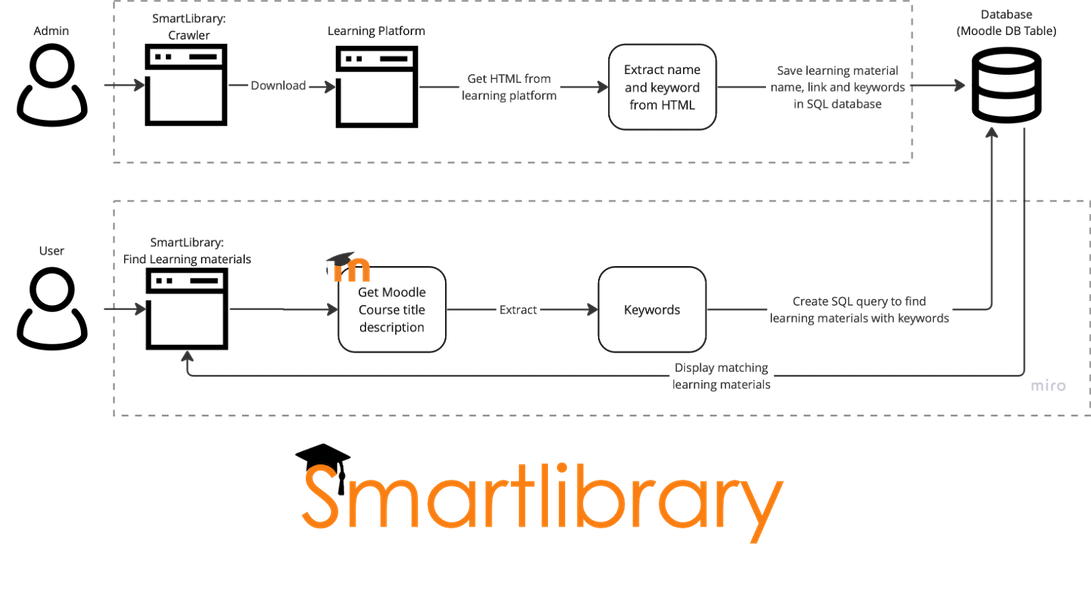 Admin
SmartLibrary:
Crawler
Download
Learning Platform
Get HTML from
learning platform
Extract name
and keyword
from HTML
Save learning material
name, link and keywords
in SQL database
Database
(Moodle DB Table)
User
SmartLibrary:
Find Learning materials
m
Get Moodle
Course title
description
Extract
Keywords
Create SQL query to find
learning materials with keywords
Display matching
learning materials
miro
Smartlibrary